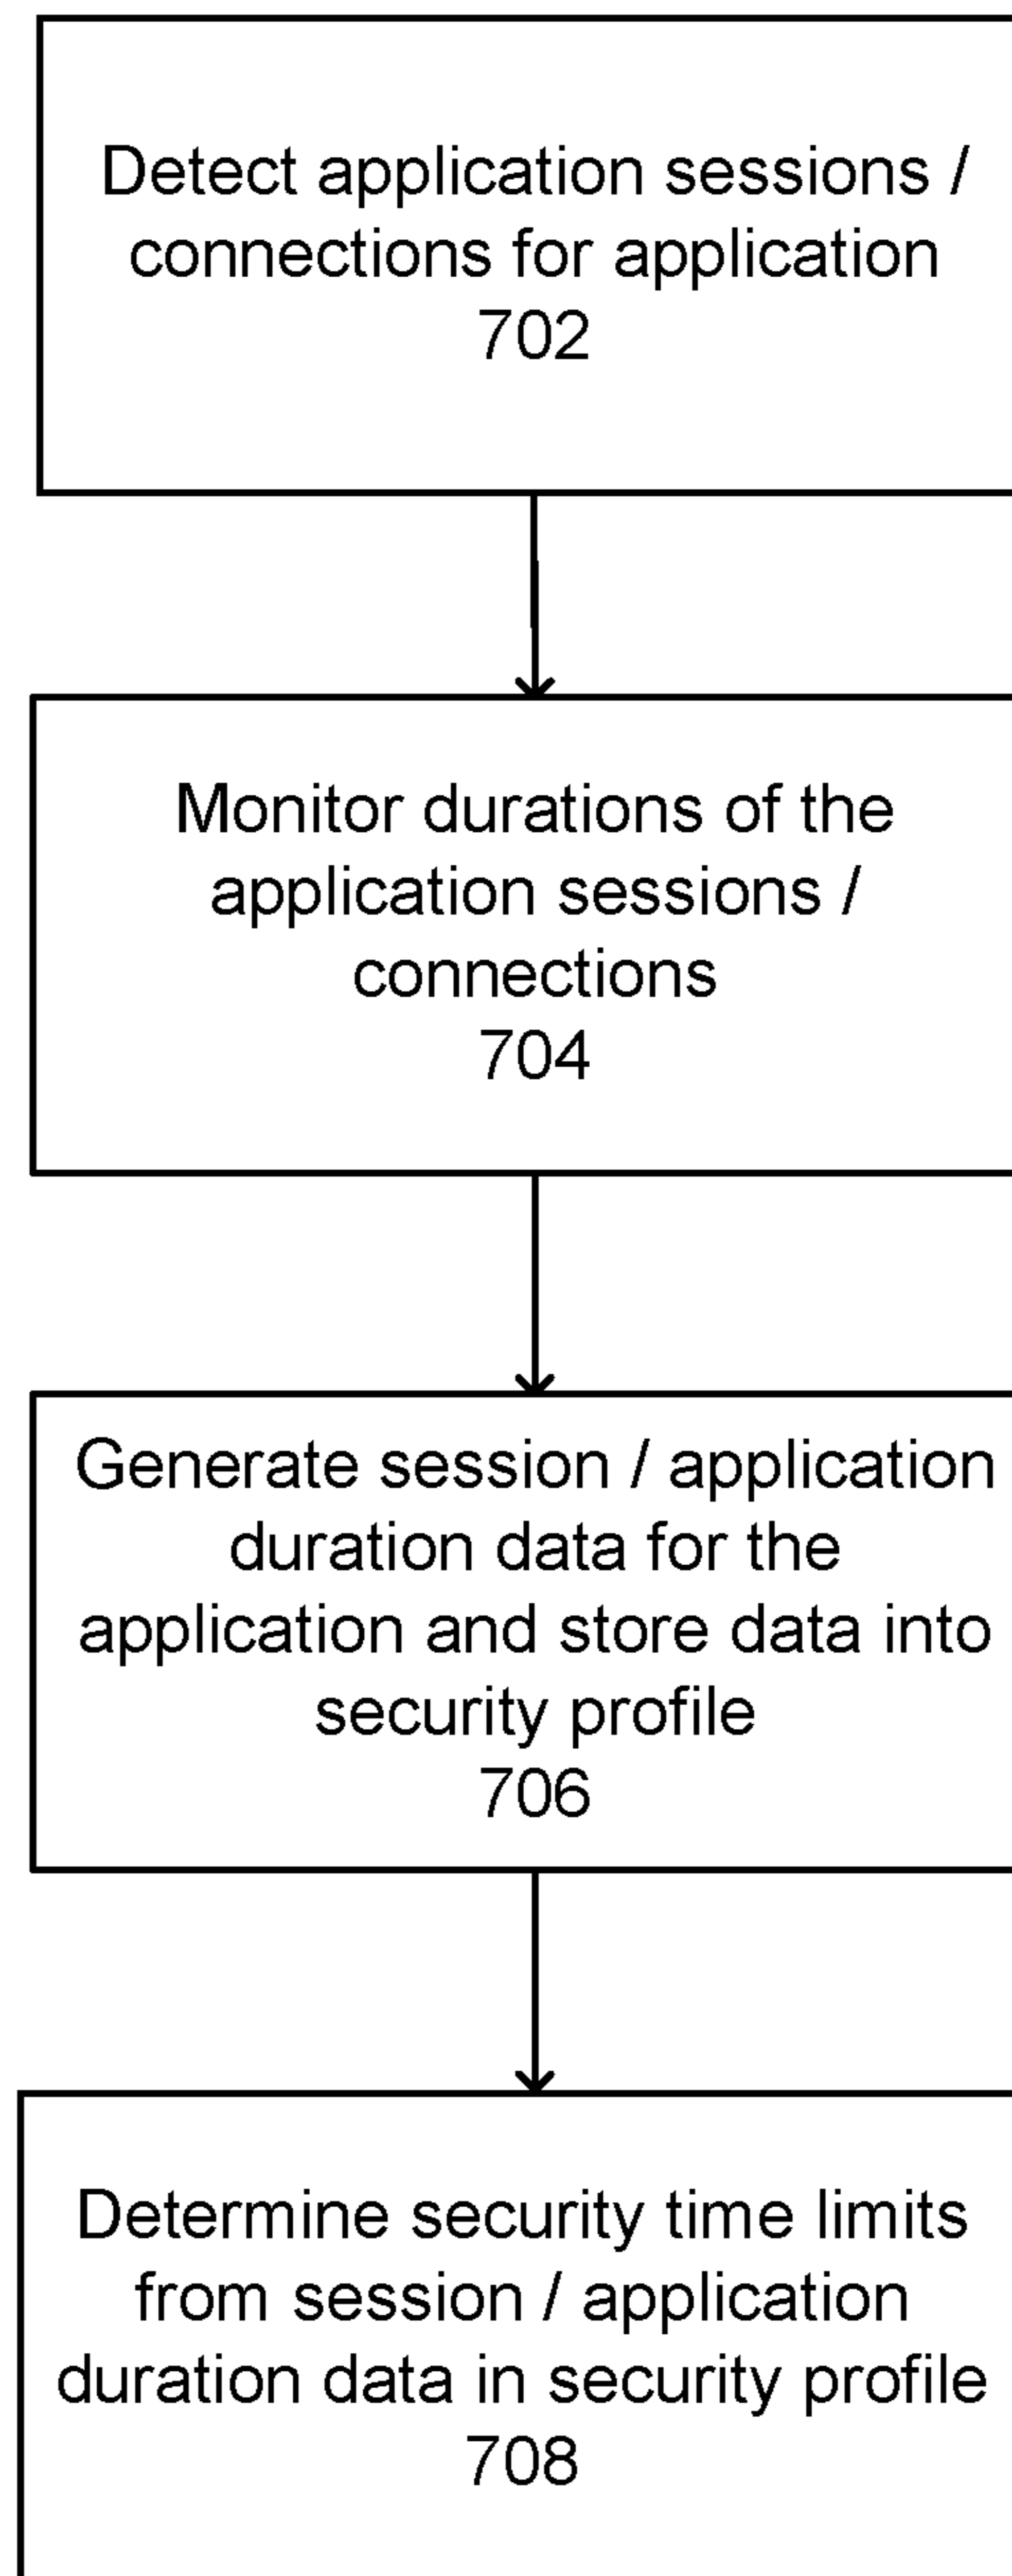 Detect application sessions /
connections for application
702
Monitor durations of the
application sessions /
connections
704
Generate session / application
duration data for the
application and store data into
security profile
706
Determine security time limits
from session / application
duration data in security profile
708